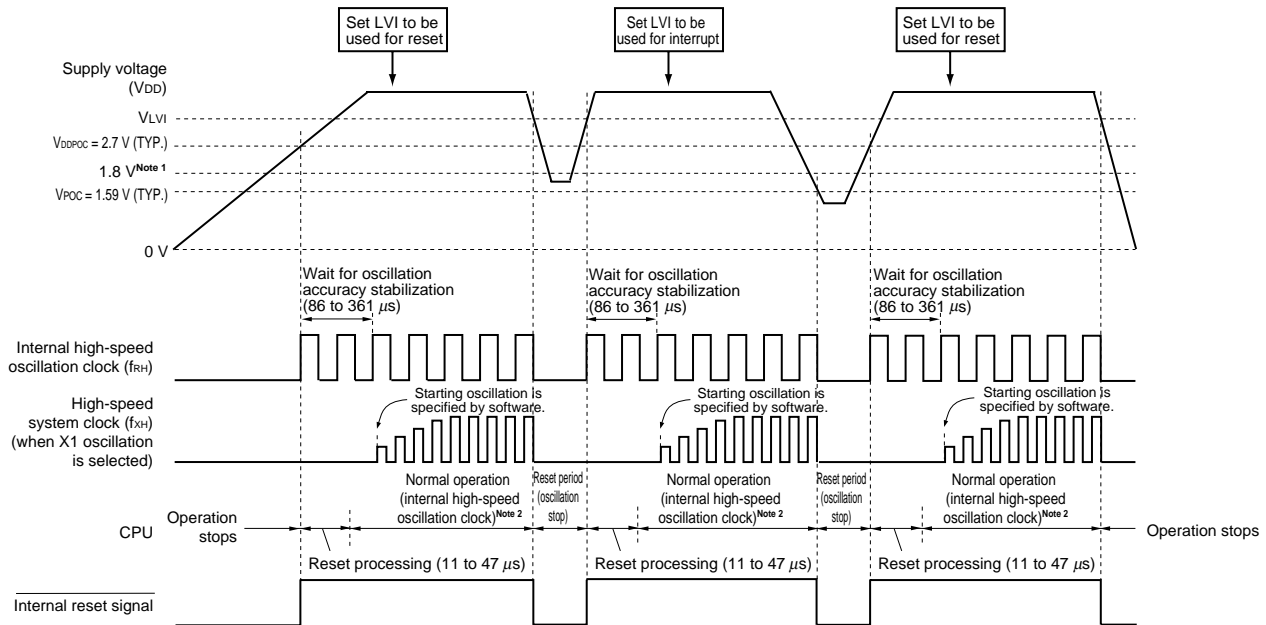 Set LVI to be
used for reset
Set LVI to be
used for interrupt
Set LVI to be
used for reset
Supply voltage
(VDD)
VLVI
VDDPOC = 2.7 V (TYP.)
1.8 V Note 1
VPOC = 1.59 V (TYP.)
0 V
Wait for oscillation
accuracy stabilization
(86 to 361 μs)
Wait for oscillation
accuracy stabilization
(86 to 361 μs)
Wait for oscillation
accuracy stabilization
(86 to 361 μs)
Internal high-speed
oscillation clock (fRH)
High-speed
system clock (fXH)
(when X1 oscillation
is selected)
Starting oscillation is
specified by software.
Starting oscillation is
specified by software.
Starting oscillation is
specified by software.
CPU
Operation
stops
Normal operation
(internal high-speed
oscillation clock) Note 2
Reset period
(oscillation
stop)
Normal operation
(internal high-speed
oscillation clock) Note 2
Reset period
(oscillation
stop)
Normal operation
(internal high-speed
oscillation clock) Note 2
Operation stops
Reset processing (11 to 47 μs)
Reset processing (11 to 47 μs)
Reset processing (11 to 47 μs)
Internal reset signal